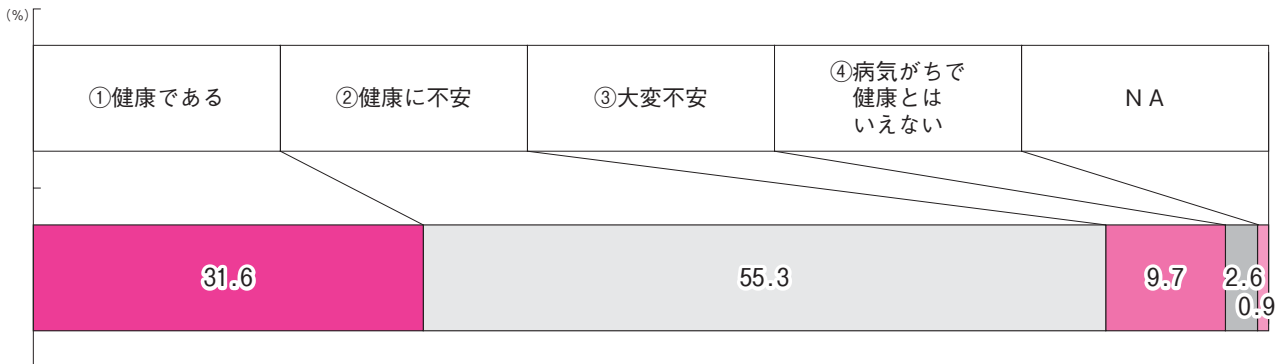 (%)
①健康である
②健康に不安
③大変不安
④病気がちで
健康とは
いえない
ＮＡ
31.6
55.3
9.7
2.6
0.9